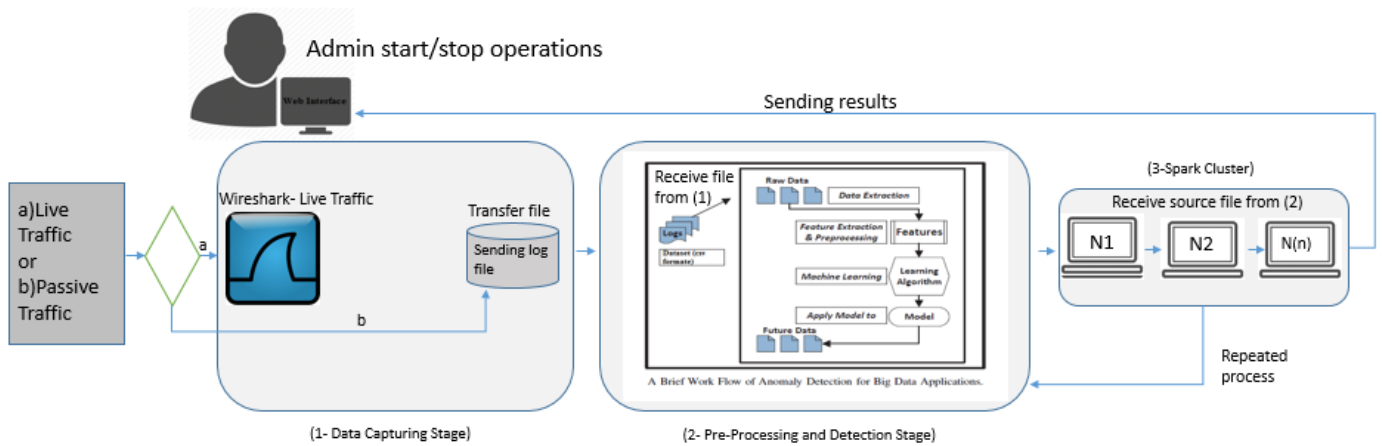 Admin start/stop operations
Web Interface
Sending results
a)Live
Traffic
or
b)Passive
Traffic
a
b
Wireshark- Live Traffic
Transfer file
Sending log
file
(1- Data Capturing Stage)
Receive file
from (1)
Logs
Dataset (csv
formate)
Raw Data
Data Extraction
Feature Extraction
& Preprocessing
Features
Machine Learning
Learning
Algorithm
Apply Model to
Model
Future Data
A Brief Work Flow of Anomaly Detection for Big Data Applications.
(2- Pre-Processing and Detection Stage)
(3-Spark Cluster)
Receive source file from (2)
N1
N2
N(n)
Repeated
process